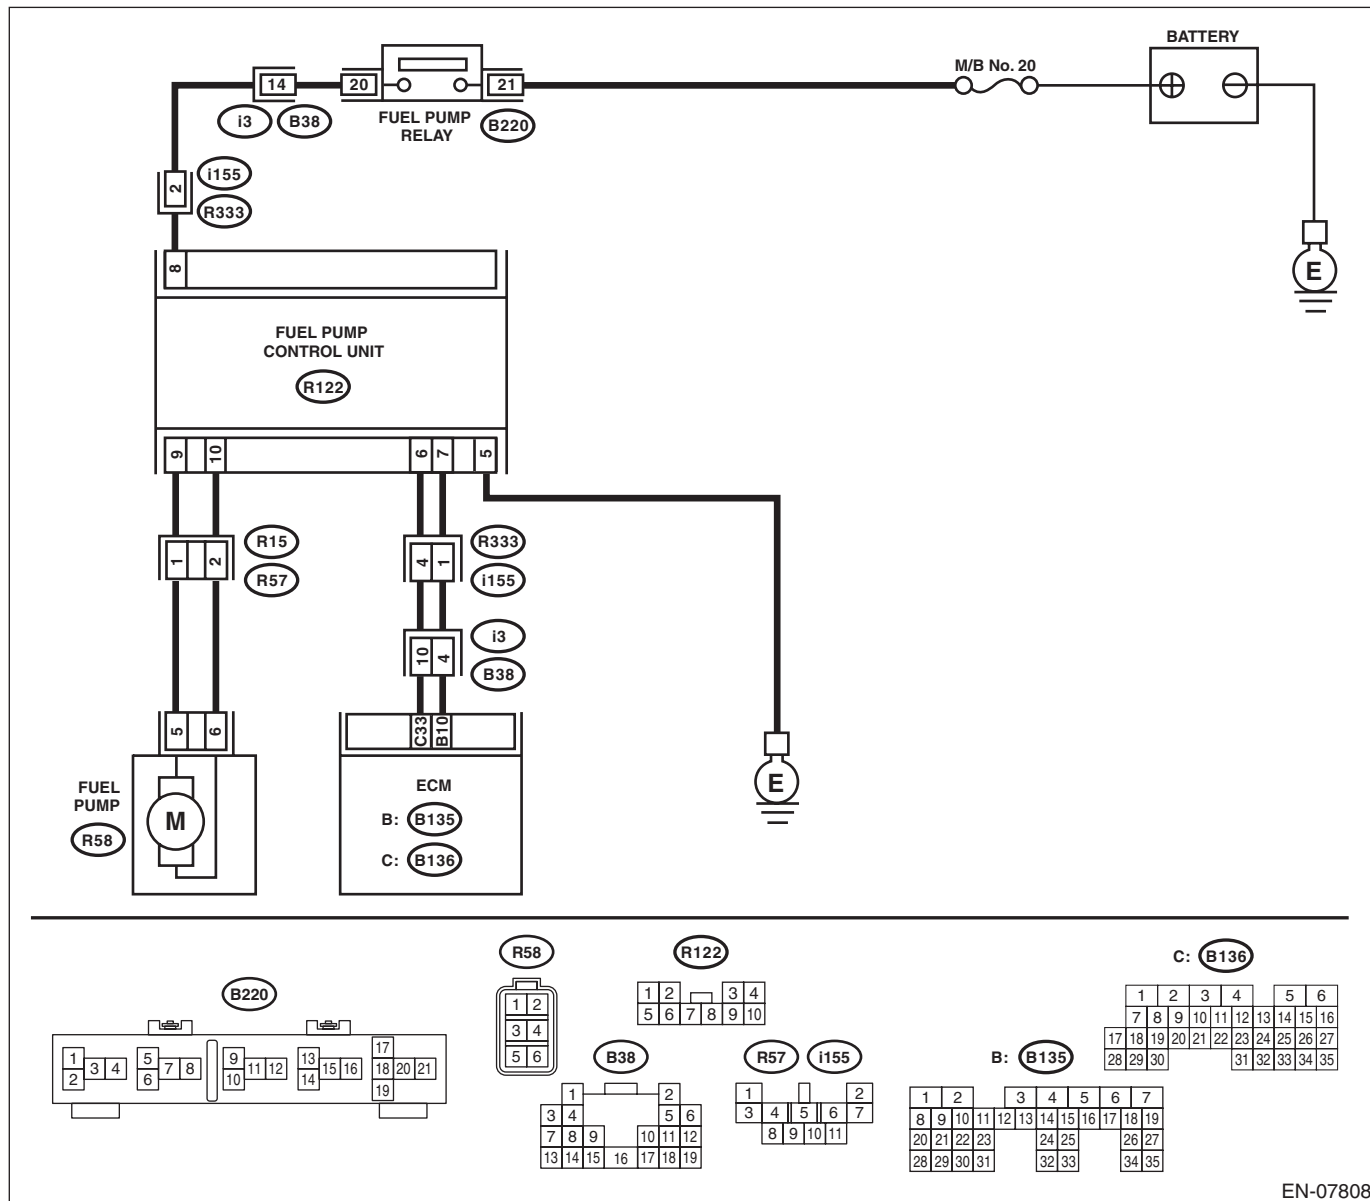 BATTERY
M/B No. 20
14
20
21
i3
B38
FUEL PUMP
RELAY
B220
2
i155
R333
E
8
FUEL PUMP
CONTROL UNIT
R122
9
10
6
7
5
1
2
R15
R57
4
1
R333
i155
10
4
i3
B38
5
6
C33
B10
FUEL
PUMP
R58
M
ECM
B: B135
C: B136
E
B220
1
2
3 4
5
6
7 8
9
10
11 12
13
14
15 16
17
18 20 21
19
R58
1 2
3 4
5 6
R122
1 2 3 4
5 6 7 8 9 10
B38
1 2
3 4 5 6
7 8 9 10 11 12
13 14 15 16 17 18 19
R57 i155
1 2
3 4 5 6 7
8 9 10 11
B: B135
1 2 3 4 5 6 7
8 9 10 11 12 13 14 15 16 17 18 19
20 21 22 23 24 25 26 27
28 29 30 31 32 33 34 35
C: B136
1 2 3 4 5 6
7 8 9 10 11 12 13 14 15 16
17 18 19 20 21 22 23 24 25 26 27
28 29 30 31 32 33 34 35
EN-07808